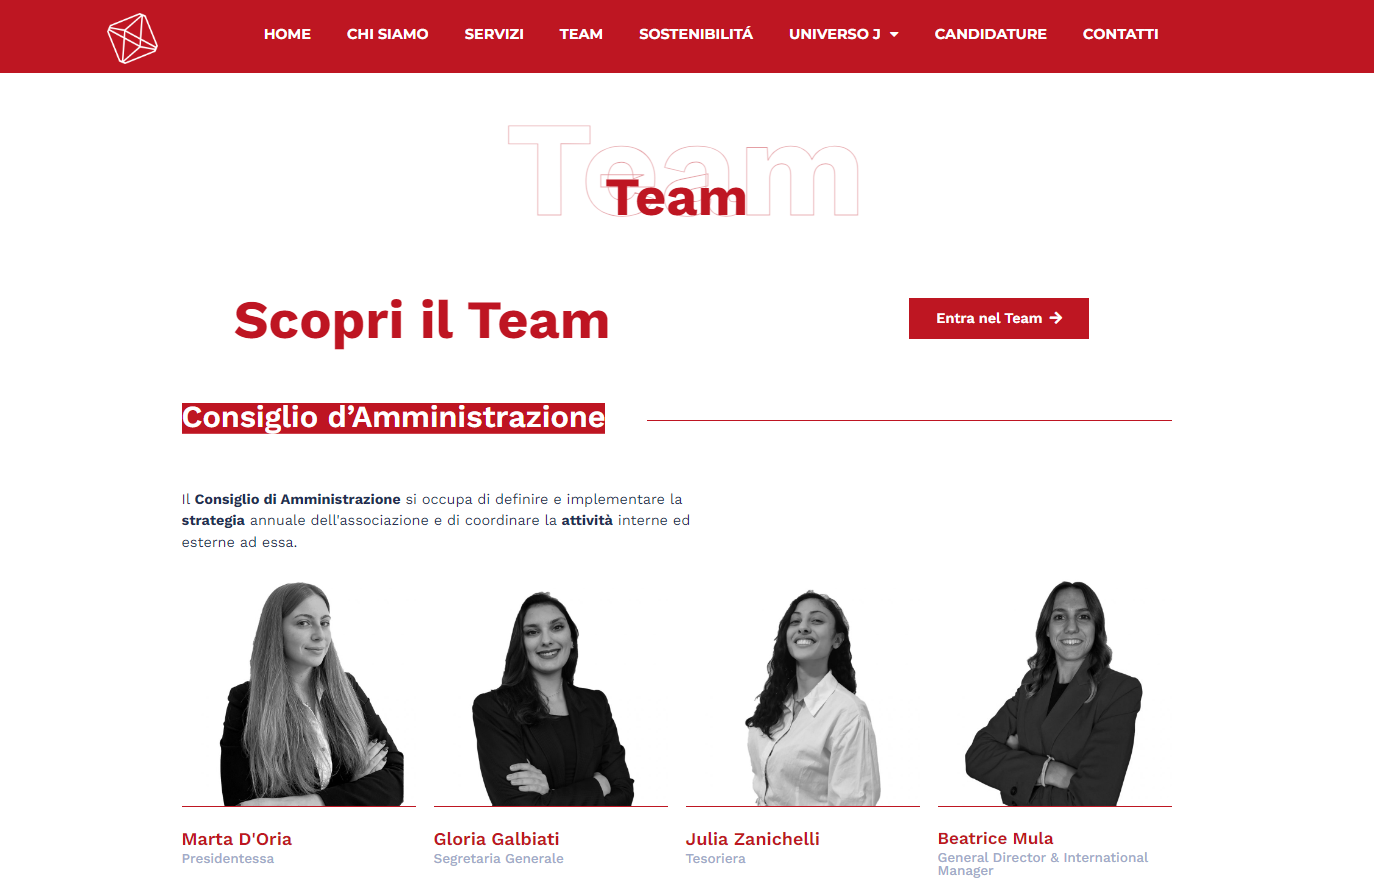 HOME CHI SIAMO SERVIZI TEAM SOSTENIBILITÁ UNIVERSO J CANDIDATURE CONTATTI
Team
Team
Scopri il Team
Entra nel Team
Consiglio d’Amministrazione
Il Consiglio di Amministrazione si occupa di definire e implementare la
strategia annuale dell'associazione e di coordinare la attività interne ed
esterne ad essa.
Marta D'Oria
Presidentessa
Gloria Galbiati
Segretaria Generale
Julia Zanichelli
Tesoriera
Beatrice Mula
General Director & International
Manager